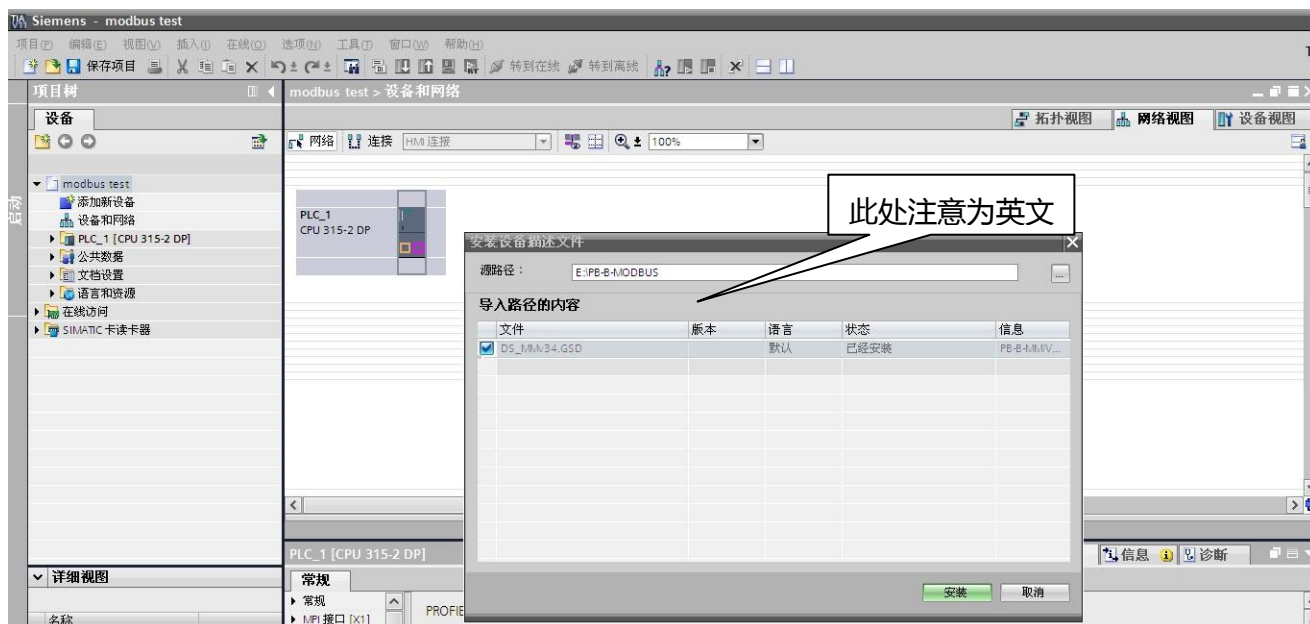 Siemens - modbus test
项目(P) 编辑(E) 视图(V) 插入(I) 在线(O) 选项(N) 工具(T) 窗口(W) 帮助(H)
保存项目 转到在线 转到离线
项目树
modbus test > 设备和网络
设备
拓扑视图 网络视图 设备视图
网络 连接 HMI 连接 100%
启动
modbus test
添加新设备
设备和网络
PLC_1 [CPU 315-2 DP]
公共数据
文档设置
语言和资源
在线访问
SIMATIC 卡读卡器
PLC_1
CPU 315-2 DP
此处注意为英文
安装设备描述文件
源路径: E:\PB-B-MODBUS ...
导入路径的内容
文件 版本 语言 状态 信息
DS_MMv34.GSD 默认 已经安装 PB-B-MM/V...
安装 取消
PLC_1 [CPU 315-2 DP]
信息 诊断
详细视图
名称
常规
常规
MPI 接口 [X1]
PROFIE